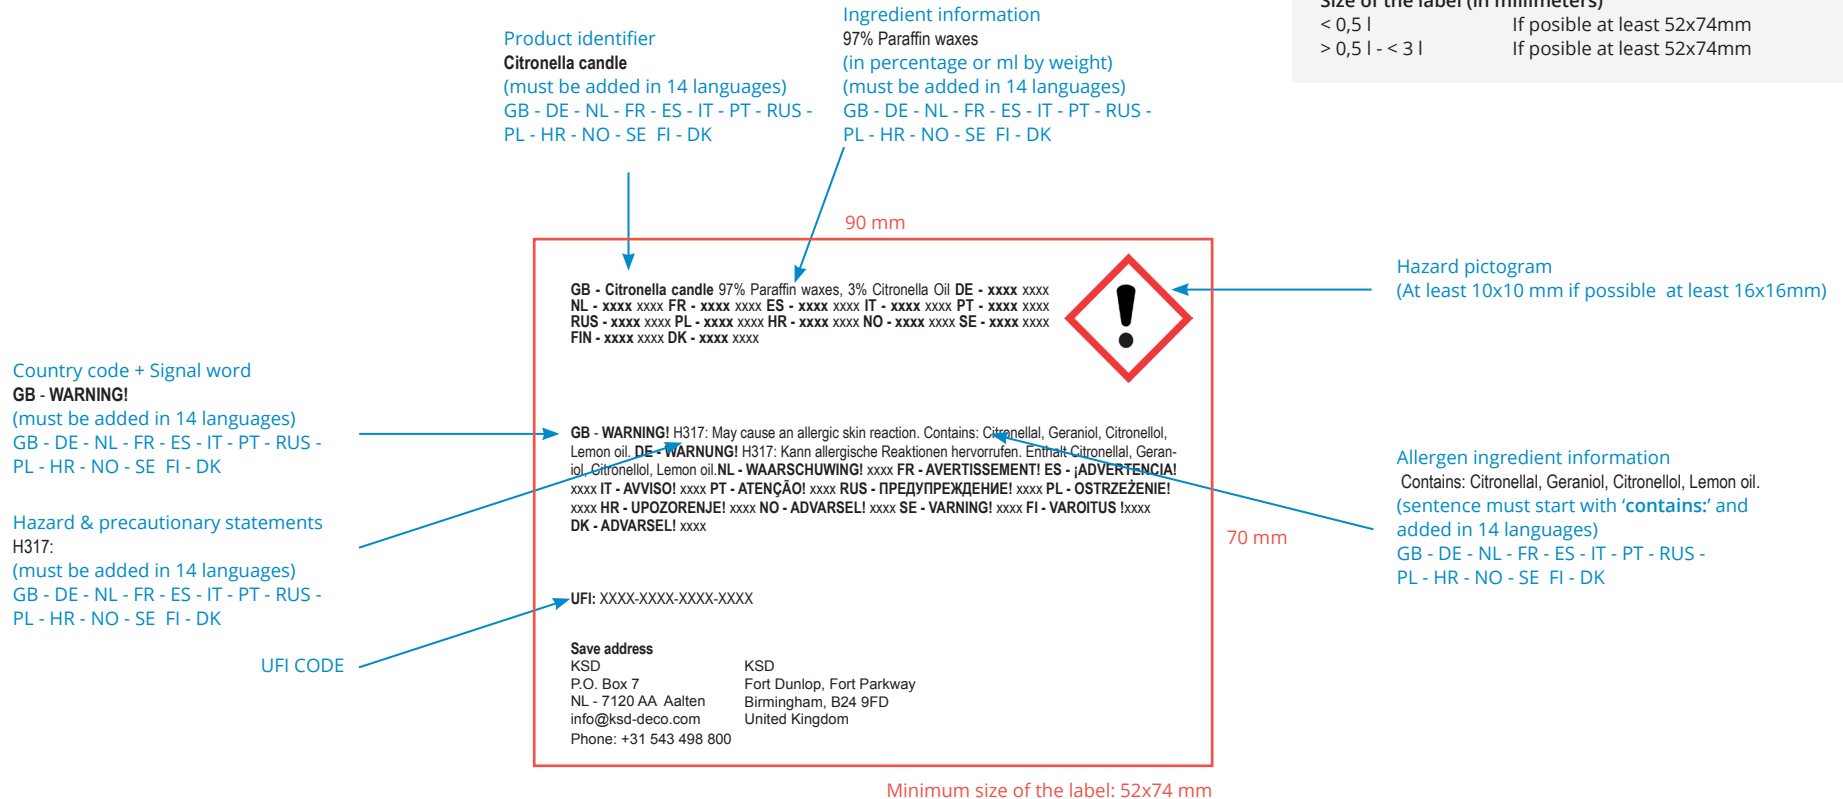 Size of the label (in millimeters)
< 0,5 l If posible at least 52x74mm
> 0,5 l - < 3 l If posible at least 52x74mm
Product identifier
Citronella candle
(must be added in 14 languages)
GB - DE - NL - FR - ES - IT - PT - RUS -
PL - HR - NO - SE  FI - DK
Ingredient information
97% Paraffin waxes
(in percentage or ml by weight)
(must be added in 14 languages)
GB - DE - NL - FR - ES - IT - PT - RUS -
PL - HR - NO - SE  FI - DK
90 mm
GB - Citronella candle 97% Paraffin waxes, 3% Citronella Oil DE - xxxx xxxx
NL - xxxx xxxx FR - xxxx xxxx ES - xxxx xxxx IT - xxxx xxxx PT - xxxx xxxx
RUS - xxxx xxxx PL - xxxx xxxx HR - xxxx xxxx NO - xxxx xxxx SE - xxxx xxxx
FIN - xxxx xxxx DK - xxxx xxxx
Hazard pictogram
(At least 10x10 mm if possible  at least 16x16mm)
Country code + Signal word
GB - WARNING!
(must be added in 14 languages)
GB - DE - NL - FR - ES - IT - PT - RUS -
PL - HR - NO - SE  FI - DK
GB - WARNING! H317: May cause an allergic skin reaction. Contains: Citronellal, Geraniol, Citronellol,
Lemon oil. DE - WARNUNG! H317: Kann allergische Reaktionen hervorrufen. Enthalt Citronellal, Geran-
iol, Citronellol, Lemon oil.NL - WAARSCHUWING! xxxx FR - AVERTISSEMENT! ES - ¡ADVERTENCIA!
xxxx IT - AVVISO! xxxx PT - ATENÇÃO! xxxx RUS - ПРЕДУПРЕЖДЕНИЕ! xxxx PL - OSTRZEŻENIE!
xxxx HR - UPOZORENJE! xxxx NO - ADVARSEL! xxxx SE - VARNING! xxxx FI - VAROITUS !xxxx
DK - ADVARSEL! xxxx
Allergen ingredient information
Contains: Citronellal, Geraniol, Citronellol, Lemon oil.
(sentence must start with ‘contains:’ and
added in 14 languages)
GB - DE - NL - FR - ES - IT - PT - RUS -
PL - HR - NO - SE  FI - DK
Hazard & precautionary statements
H317:
(must be added in 14 languages)
GB - DE - NL - FR - ES - IT - PT - RUS -
PL - HR - NO - SE  FI - DK
70 mm
UFI CODE
UFI: XXXX-XXXX-XXXX-XXXX
Save address
KSD
P.O. Box 7
NL - 7120 AA  Aalten
info@ksd-deco.com
Phone: +31 543 498 800
KSD
Fort Dunlop, Fort Parkway
Birmingham, B24 9FD
United Kingdom
Minimum size of the label: 52x74 mm